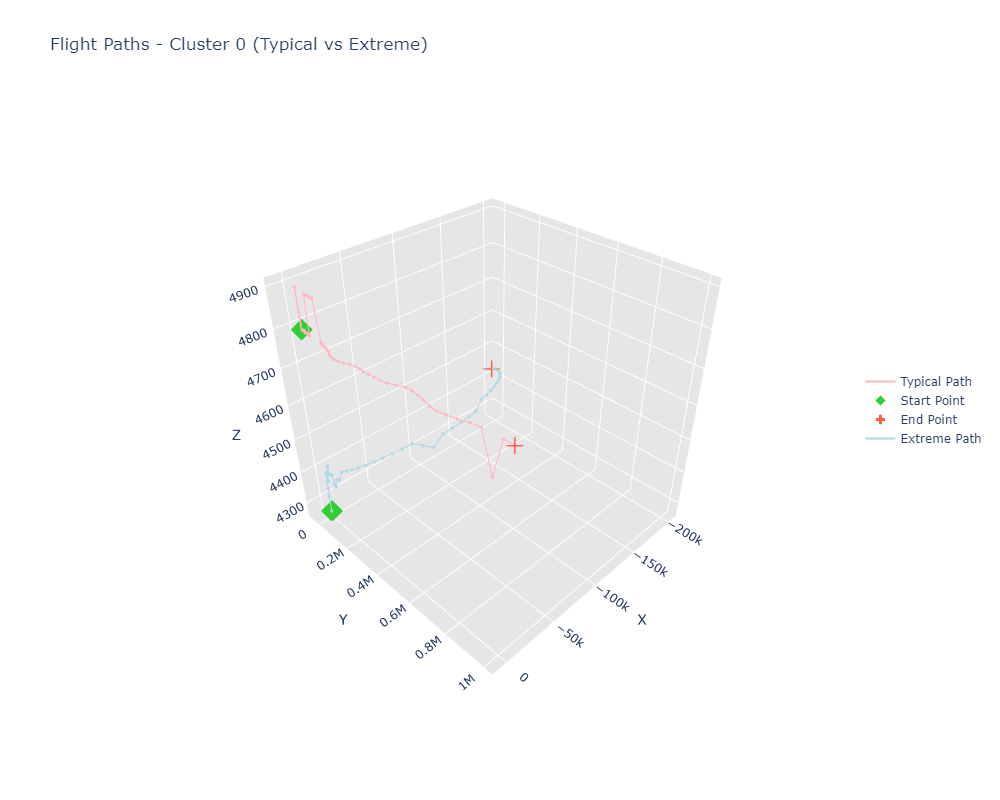 Flight Paths - Cluster 0 (Typical vs Extreme)
4900
4800
4700
4600
4500
4400
4300
Z
0
0.2M
0.4M
0.6M
0.8M
1M
Y
0
−50k
−100k
−150k
−200k
X
Typical Path
Start Point
End Point
Extreme Path